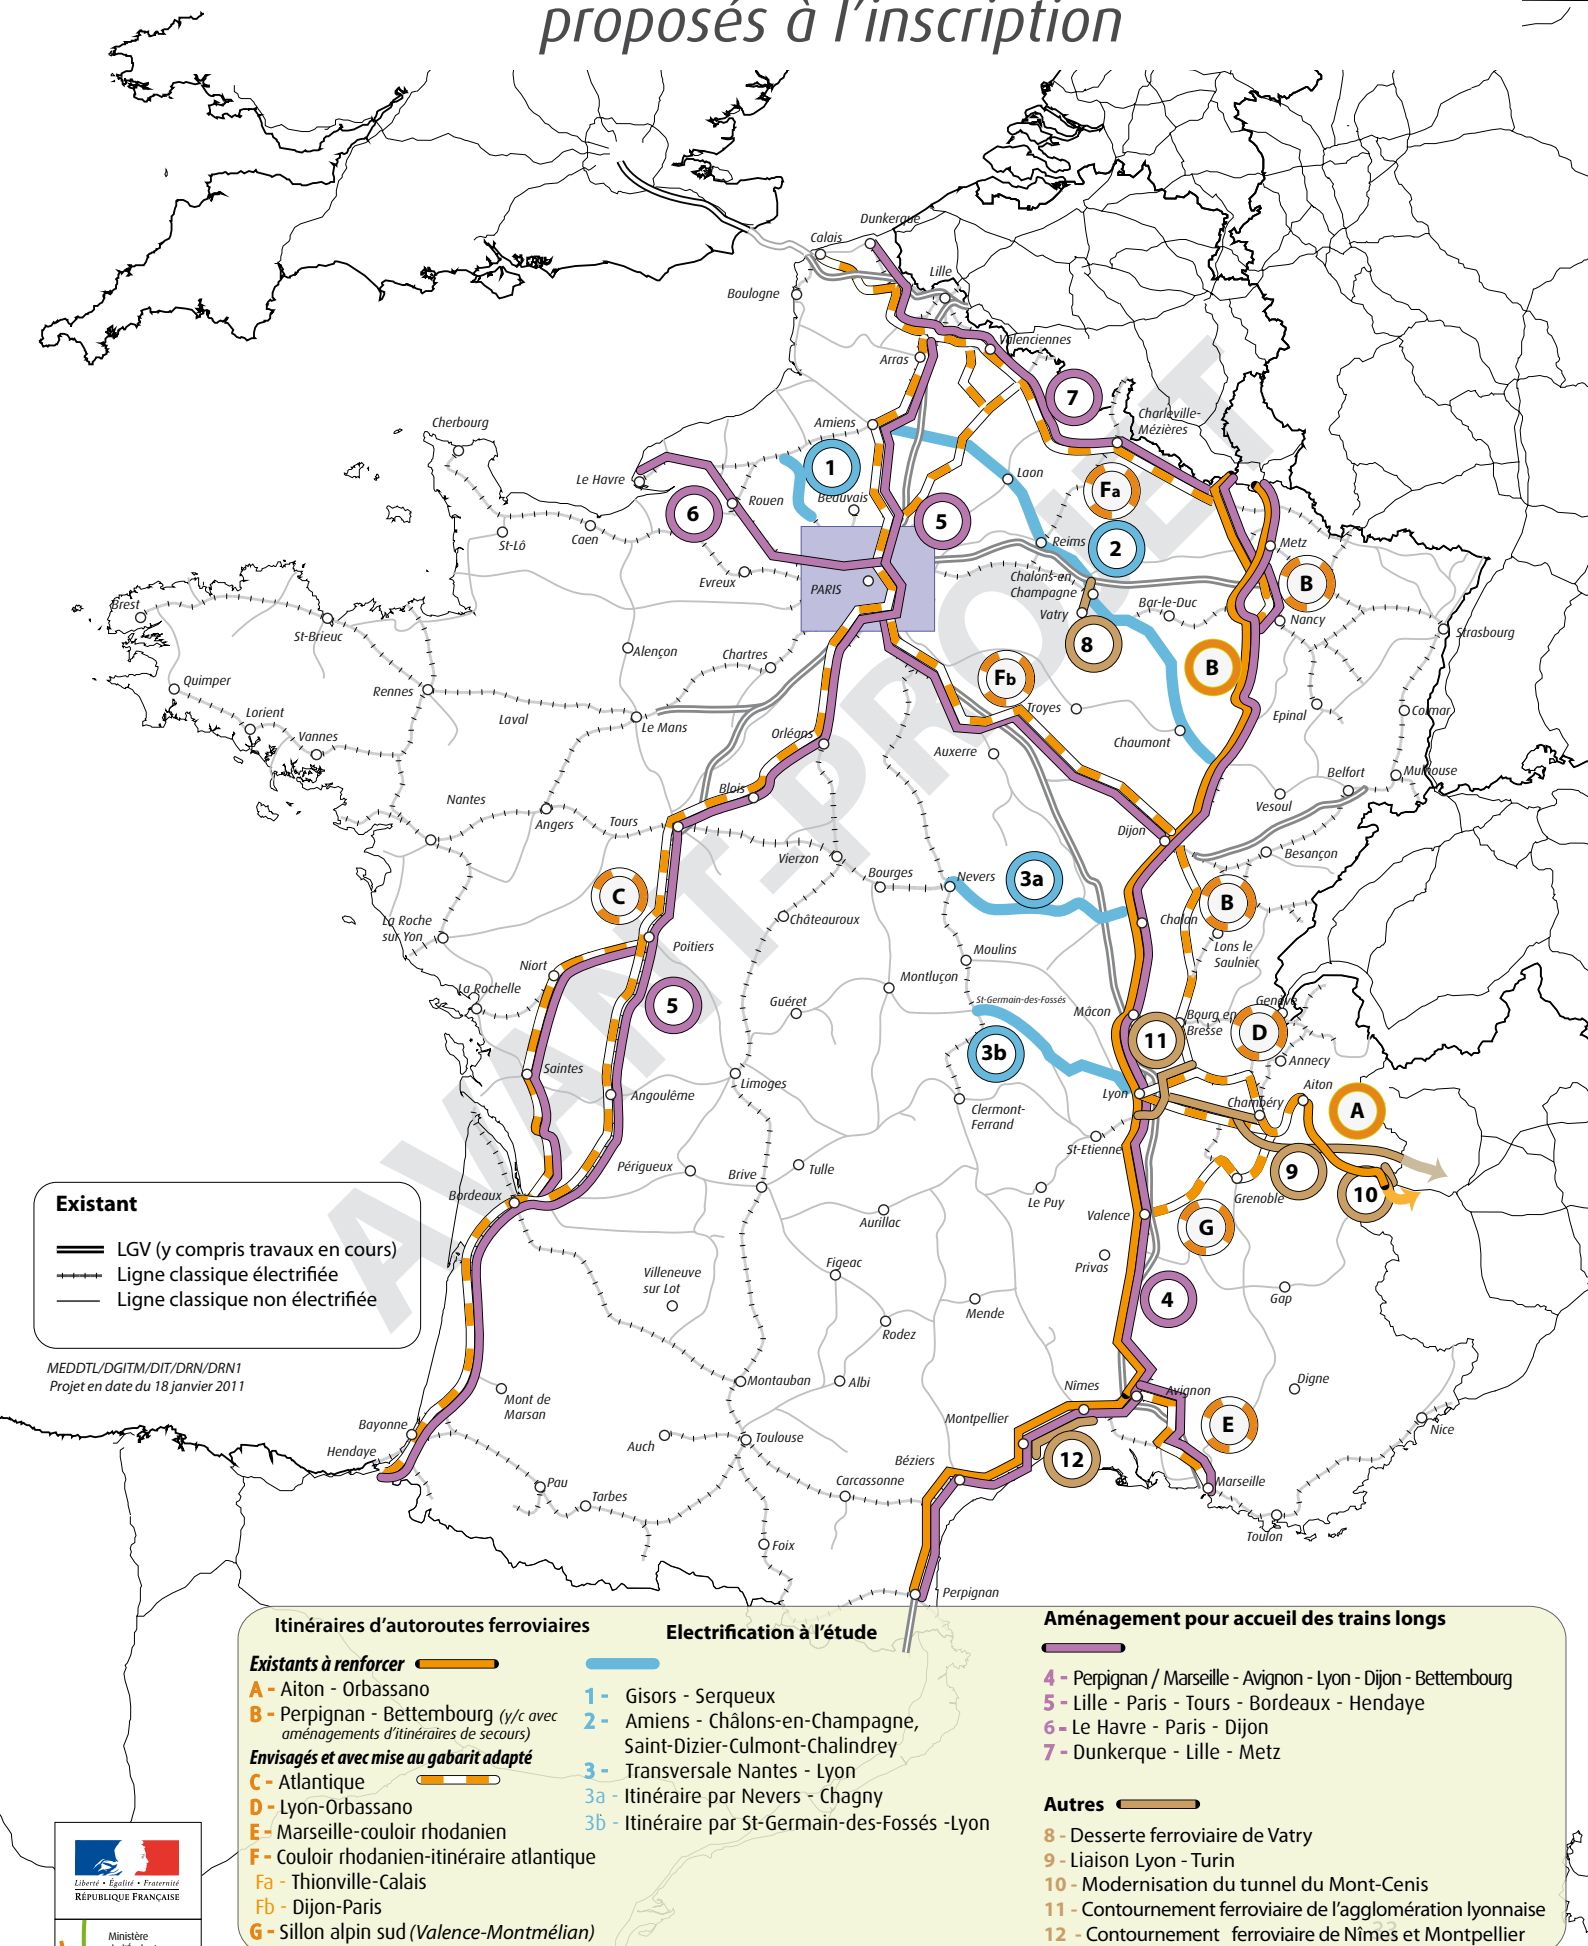 proposés à l'inscription
Dunkerque
Calais
Lille
Boulogne
Valenciennes
Arras
7
Cherbourg
Amiens
Charleville-
Mézières
1
Laon
Le Havre
Fa
Rouen
Beauvais
6
5
St-Lô
Caen
Reims
2
Metz
Evreux
PARIS
Chalons-en
Champagne
B
Brest
Vatry
Bar-le-Duc
Nancy
St-Brieuc
Strasbourg
8
Alençon
Chartres
B
Quimper
Rennes
Fb
Lorient
Laval
Le Mans
Troyes
Epinal
Colmar
Vannes
Orléans
Auxerre
Chaumont
Belfort
Mulhouse
Blois
Vesoul
Nantes
Angers
Tours
Dijon
Vierzon
Besançon
Bourges
Nevers
3a
C
B
La Roche
sur Yon
Châteauroux
Chalon
Poitiers
Lons le
Saulnier
Moulins
Niort
Montluçon
La Rochelle
5
Guéret
St-Germain-des-Fossés
Mâcon
Genève
Bourg en
Bresse
11
D
3b
Annecy
Saintes
Limoges
Aiton
Angoulême
Lyon
Chambéry
A
Clermont-
Ferrand
St-Etienne
Périgueux
Brive
Tulle
9
Bordeaux
Le Puy
Grenoble
10
Aurillac
Valence
G
Privas
Villeneuve
sur Lot
Figeac
4
Gap
Mende
Rodez
Montauban
Albi
Digne
Nîmes
Avignon
Mont de
Marsan
Montpellier
E
Nice
Bayonne
Auch
Toulouse
Hendaye
Béziers
12
Carcassonne
Marseille
Pau
Tarbes
Toulon
Foix
Perpignan
AVANT-PROJET
Existant
LGV (y compris travaux en cours)
Ligne classique électrifiée
Ligne classique non électrifiée
MEDDTL/DGITM/DIT/DRN/DRN1
Projet en date du 18 janvier 2011
Itinéraires d'autoroutes ferroviaires
Existants à renforcer
A - Aiton - Orbassano
B - Perpignan - Bettembourg (y/c avec
aménagements d'itinéraires de secours)
Envisagés et avec mise au gabarit adapté
C - Atlantique
D - Lyon-Orbassano
E - Marseille-couloir rhodanien
F - Couloir rhodanien-itinéraire atlantique
Fa - Thionville-Calais
Fb - Dijon-Paris
G - Sillon alpin sud (Valence-Montmélian)
Electrification à l'étude
1 - Gisors - Serqueux
2 - Amiens - Châlons-en-Champagne,
Saint-Dizier-Culmont-Chalindrey
3 - Transversale Nantes - Lyon
3a - Itinéraire par Nevers - Chagny
3b - Itinéraire par St-Germain-des-Fossés -Lyon
Aménagement pour accueil des trains longs
4 - Perpignan / Marseille - Avignon - Lyon - Dijon - Bettembourg
5 - Lille - Paris - Tours - Bordeaux - Hendaye
6 - Le Havre - Paris - Dijon
7 - Dunkerque - Lille - Metz
Autres
8 - Desserte ferroviaire de Vatry
9 - Liaison Lyon - Turin
10 - Modernisation du tunnel du Mont-Cenis
11 - Contournement ferroviaire de l'agglomération lyonnaise
12 - Contournement ferroviaire de Nîmes et Montpellier
33
Liberté • Égalité • Fraternité
RÉPUBLIQUE FRANÇAISE
Ministère